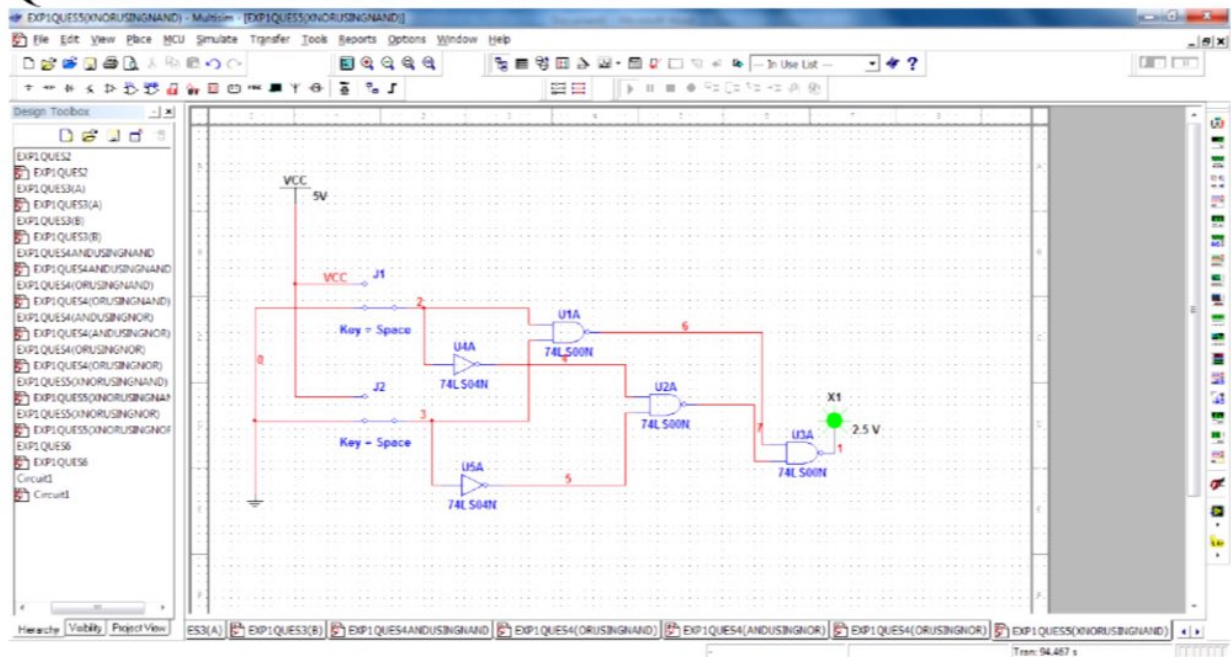 EXP1QUES5(XNORUSINGNAND) - Multisim - [EXP1QUES5(XNORUSINGNAND)]
File Edit View Place MCU Simulate Transfer Tools Reports Options Window Help
--- In Use List ---
Design Toolbox
EXP1QUES2
EXP1QUES2
EXP1QUES3(A)
EXP1QUES3(A)
EXP1QUES3(B)
EXP1QUES3(B)
EXP1QUES4ANDUSINGNAND
EXP1QUES4ANDUSINGNAND
EXP1QUES4(ORUSINGNAND)
EXP1QUES4(ORUSINGNAND)
EXP1QUES4(ANDUSINGNOR)
EXP1QUES4(ANDUSINGNOR)
EXP1QUES4(ORUSINGNOR)
EXP1QUES4(ORUSINGNOR)
EXP1QUES5(XNORUSINGNAND)
EXP1QUES5(XNORUSINGNAN
EXP1QUES5(XNORUSINGNOR)
EXP1QUES5(XNORUSINGNOF
EXP1QUES6
EXP1QUES6
Circuit1
Circuit1
Hierarchy Visibility Project View
VCC
5V
VCC J1
2
Key = Space
U1A
74LS00N
6
U4A
74LS04N
4
0
J2
3
Key = Space
U2A
74LS00N
7
X1
2.5 V
U3A
74LS00N
1
U5A
74LS04N
5
ES3(A) EXP1QUES3(B) EXP1QUES4ANDUSINGNAND EXP1QUES4(ORUSINGNAND) EXP1QUES4(ANDUSINGNOR) EXP1QUES4(ORUSINGNOR) EXP1QUES5(XNORUSINGNAND)
Tran: 94.467 s